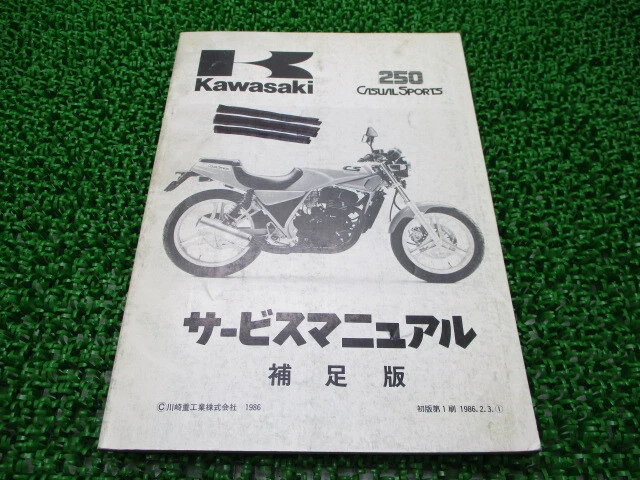 Kawasaki
250
CASUAL SPORTS
CS
サービスマニュアル
補足版
©川崎重工業株式会社 1986
初版第1刷 1986.2.3.①